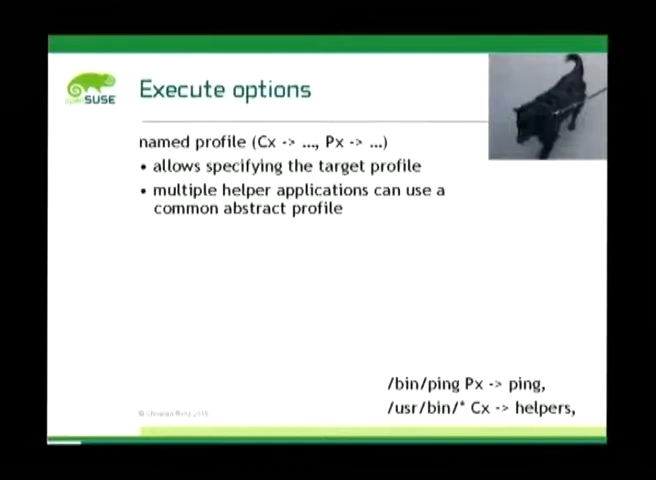 openSUSE
Execute options
named profile (Cx -> ..., Px -> ...)
• allows specifying the target profile
• multiple helper applications can use a
common abstract profile
/bin/ping Px -> ping,
/usr/bin/* Cx -> helpers,
©